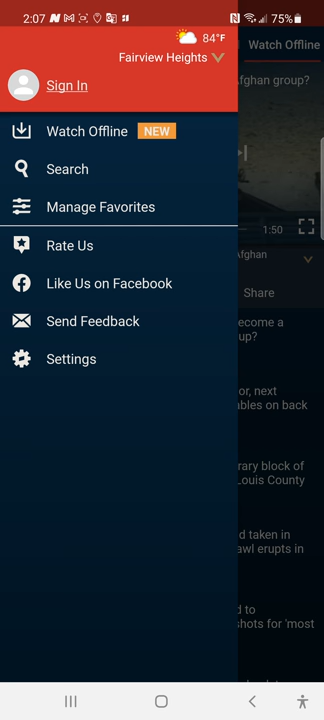 2:07
75%
84°F
Fairview Heights
Watch Offline
Sign In
Afghan group?
Watch Offline NEW
Search
Manage Favorites
1:50
Rate Us
Afghan
Like Us on Facebook
Share
Send Feedback
ecome a
up?
Settings
or, next
ables on back
rary block of
Louis County
d taken in
awl erupts in
d to
shots for 'most